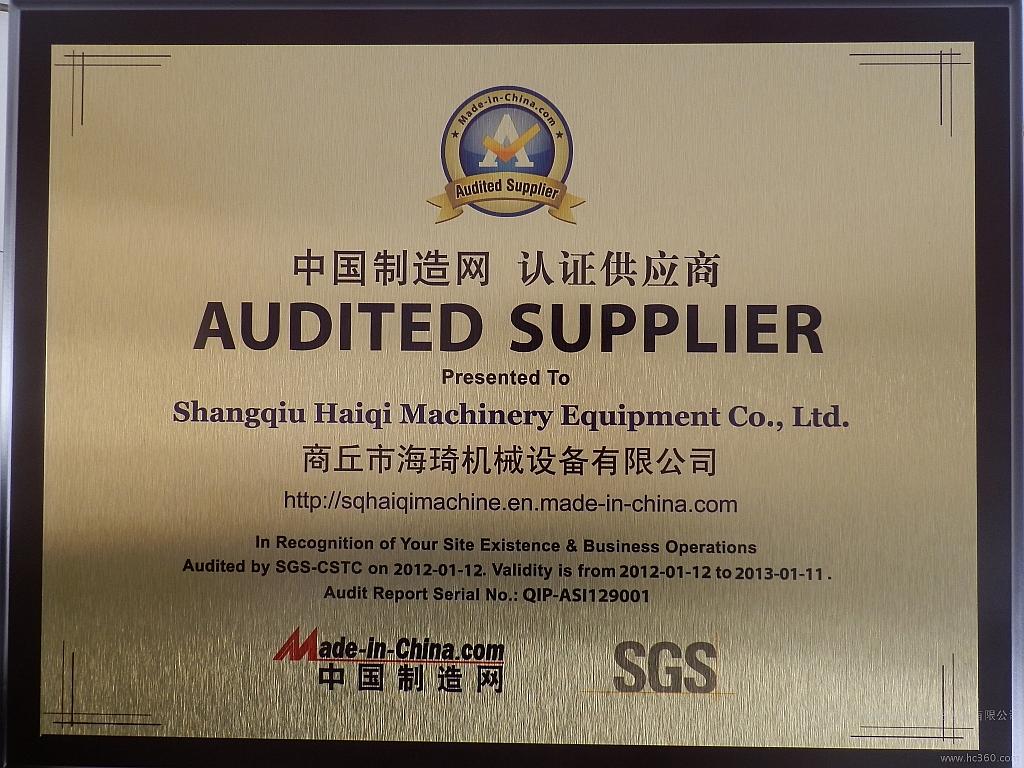 Made-in-China.com
A
Audited Supplier
中国制造网 认证供应商
AUDITED SUPPLIER
Presented To
Shangqiu Haiqi Machinery Equipment Co., Ltd.
商丘市海琦机械设备有限公司
http://sqhaiqimachine.en.made-in-china.com
In Recognition of Your Site Existence & Business Operations
Audited by SGS-CSTC on 2012-01-12. Validity is from 2012-01-12 to 2013-01-11 .
Audit Report Serial No.: QIP-ASI129001
Made-in-China.com
中国制造网
SGS
有限公司
www.hc360.com